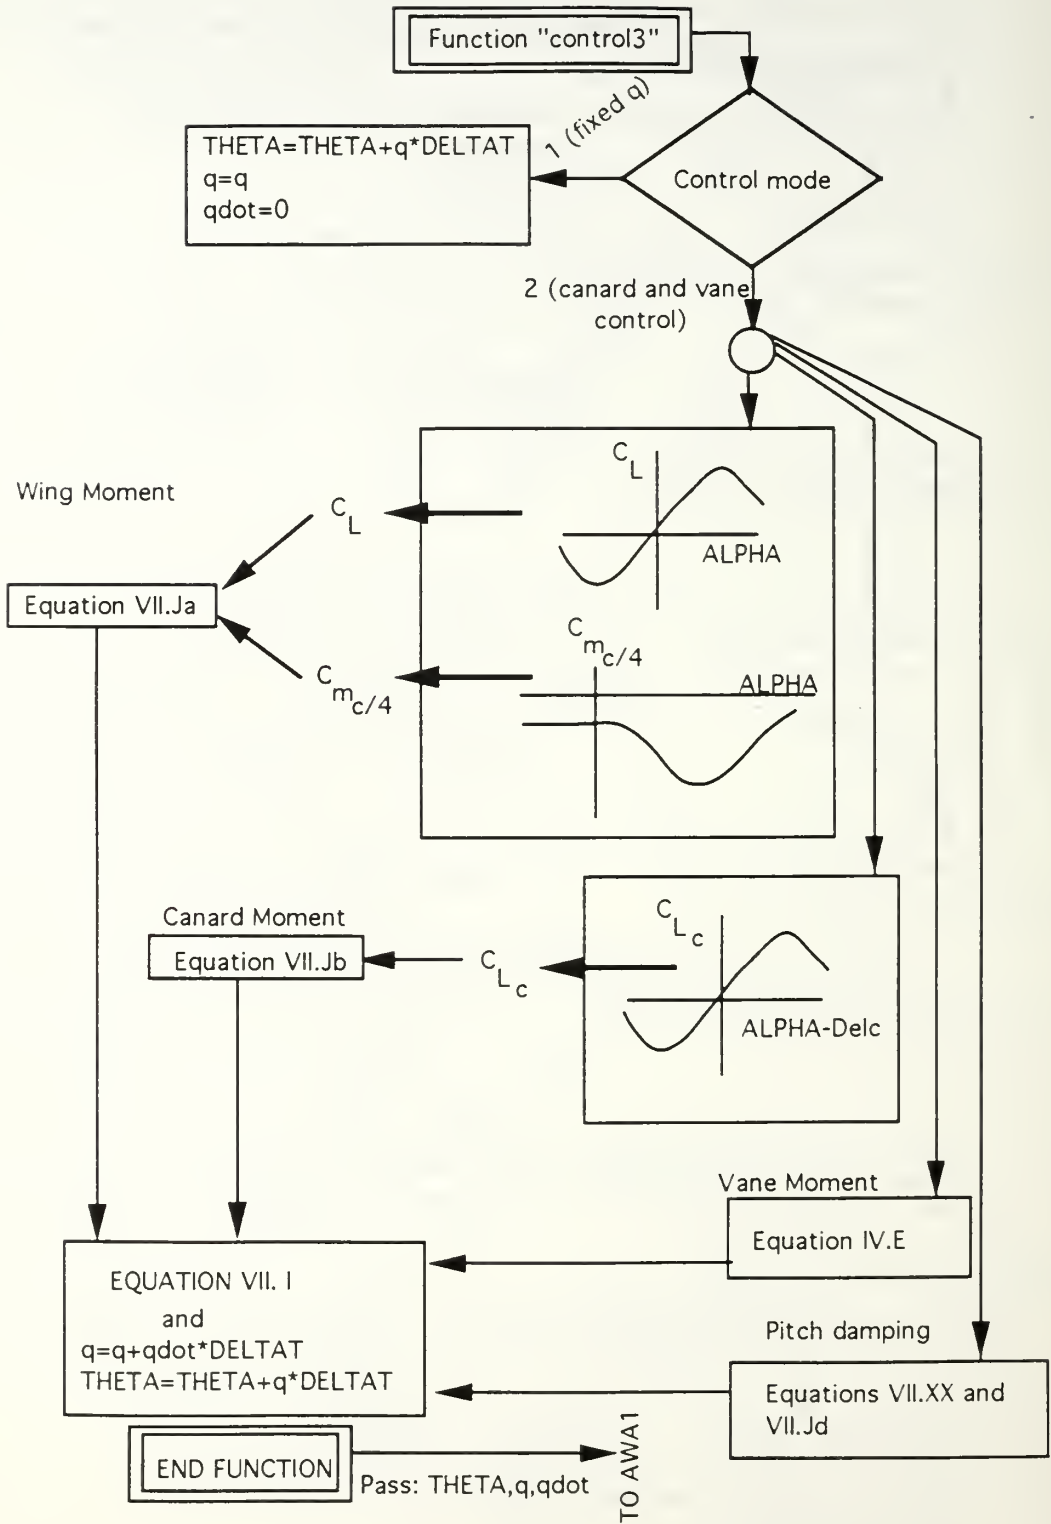 Function "control3"
1 (fixed q)
THETA=THETA+q*DELTAT
q=q
qdot=0
Control mode
2 (canard and vane
control)
C L
ALPHA
Wing Moment
C L
Equation VII.Ja
C m c/4
ALPHA
C m c/4
Canard Moment
Equation VII.Jb
C L c
C L c
ALPHA-Delc
Vane Moment
Equation IV.E
EQUATION VII. I
and
q=q+qdot*DELTAT
THETA=THETA+q*DELTAT
Pitch damping
Equations VII.XX and
VII.Jd
END FUNCTION
Pass: THETA,q,qdot
TO AWA1